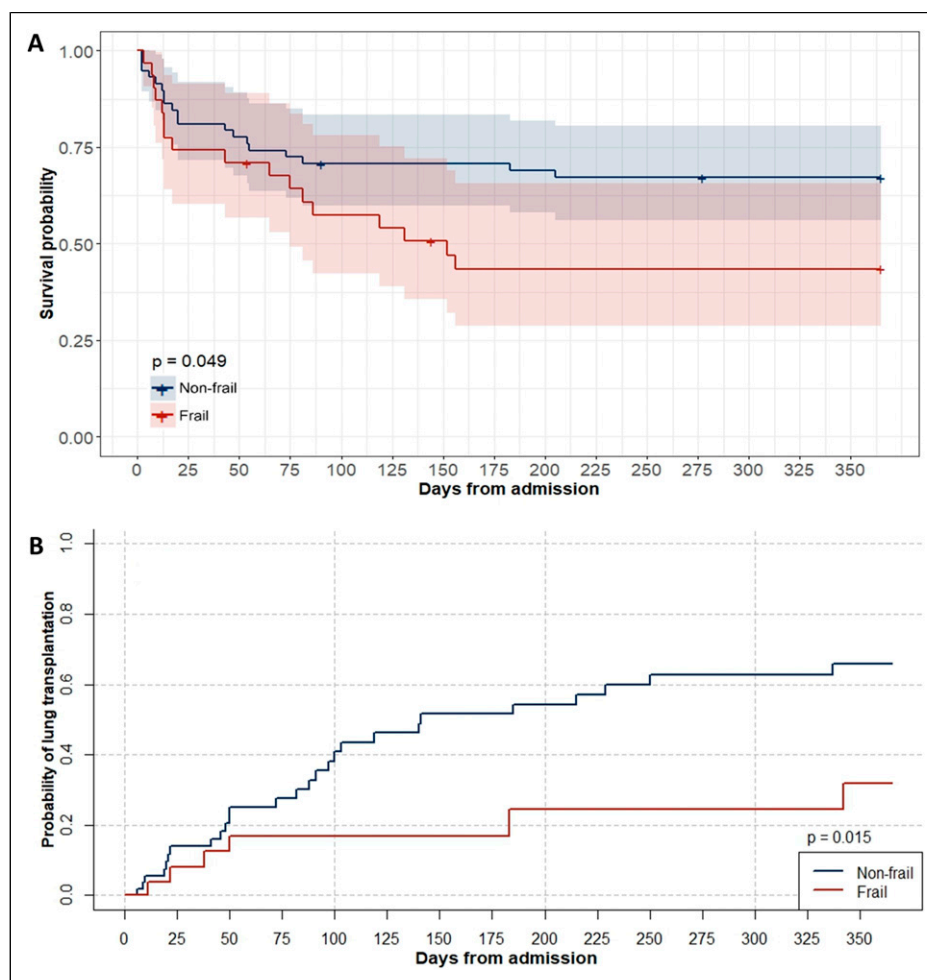 A
1.00
0.75
0.50
0.25
0.00
Survival probability
p = 0.049
Non-frail
Frail
0 25 50 75 100 125 150 175 200 225 250 275 300 325 350
Days from admission
B
1.0
0.8
0.6
0.4
0.2
0.0
Probability of lung transplantation
p = 0.015
Non-frail
Frail
0 25 50 75 100 125 150 175 200 225 250 275 300 325 350
Days from admission